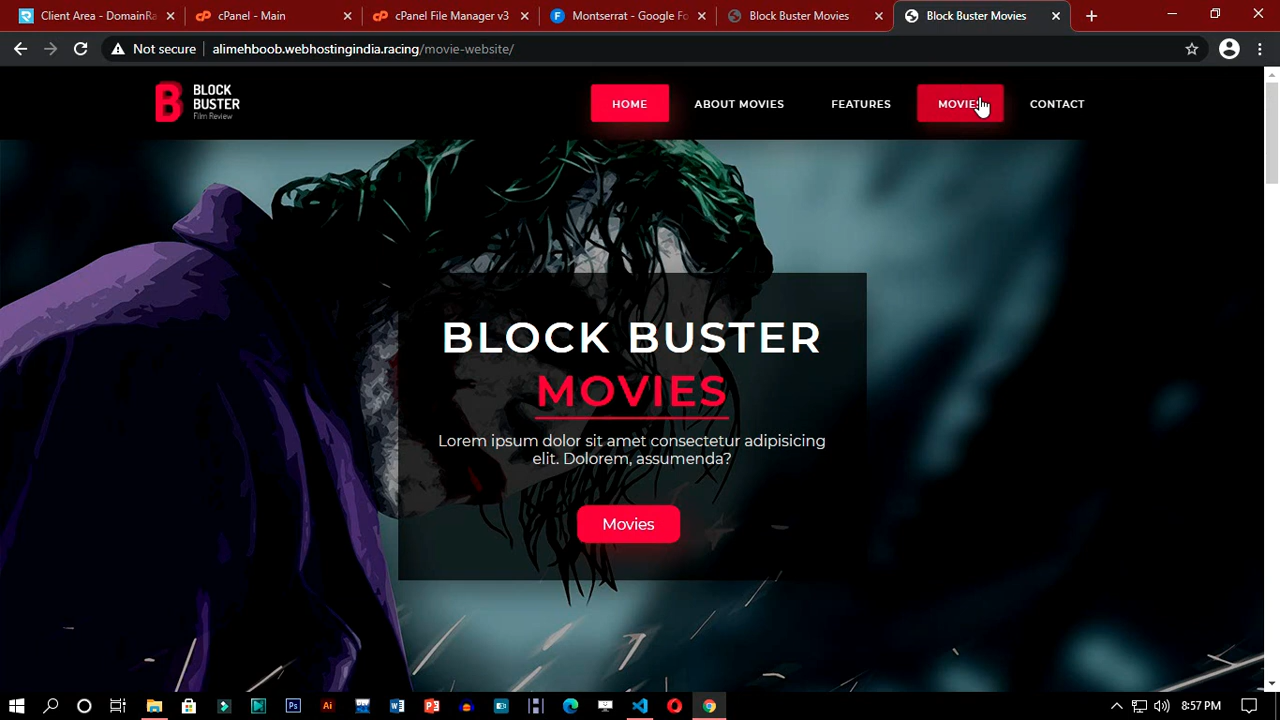 Client Area - DomainRa
cPanel - Main
cPanel File Manager v3
Montserrat - Google Fo
Block Buster Movies
Block Buster Movies
Not secure
alimehboob.webhostingindia.racing/movie-website/
BLOCK
BUSTER
Film Review
HOME
ABOUT MOVIES
FEATURES
MOVIES
CONTACT
BLOCK BUSTER
MOVIES
Lorem ipsum dolor sit amet consectetur adipisicing
elit. Dolorem, assumenda?
Movies
8:57 PM